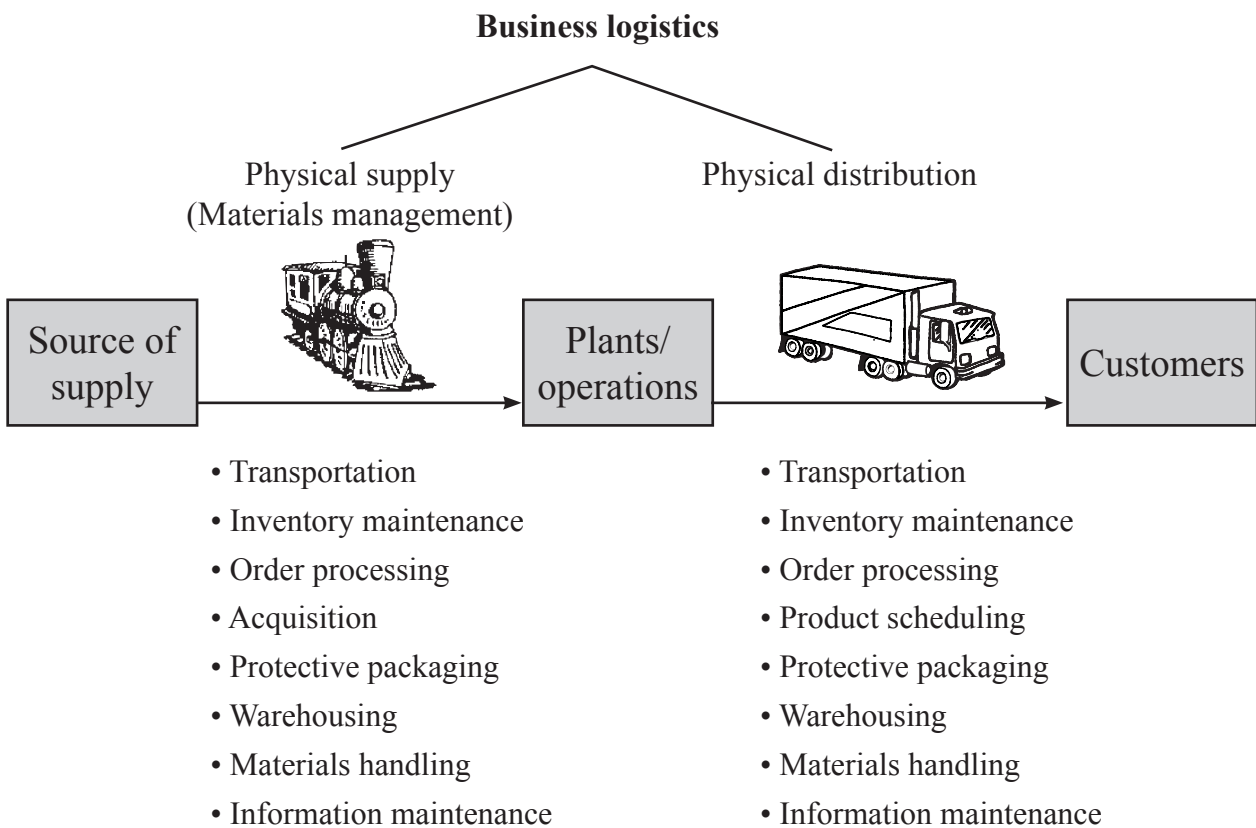 Business logistics
Physical supply
(Materials management)
Physical distribution
Source of
supply
Plants/
operations
Customers
• Transportation
• Inventory maintenance
• Order processing
• Acquisition
• Protective packaging
• Warehousing
• Materials handling
• Information maintenance
• Transportation
• Inventory maintenance
• Order processing
• Product scheduling
• Protective packaging
• Warehousing
• Materials handling
• Information maintenance